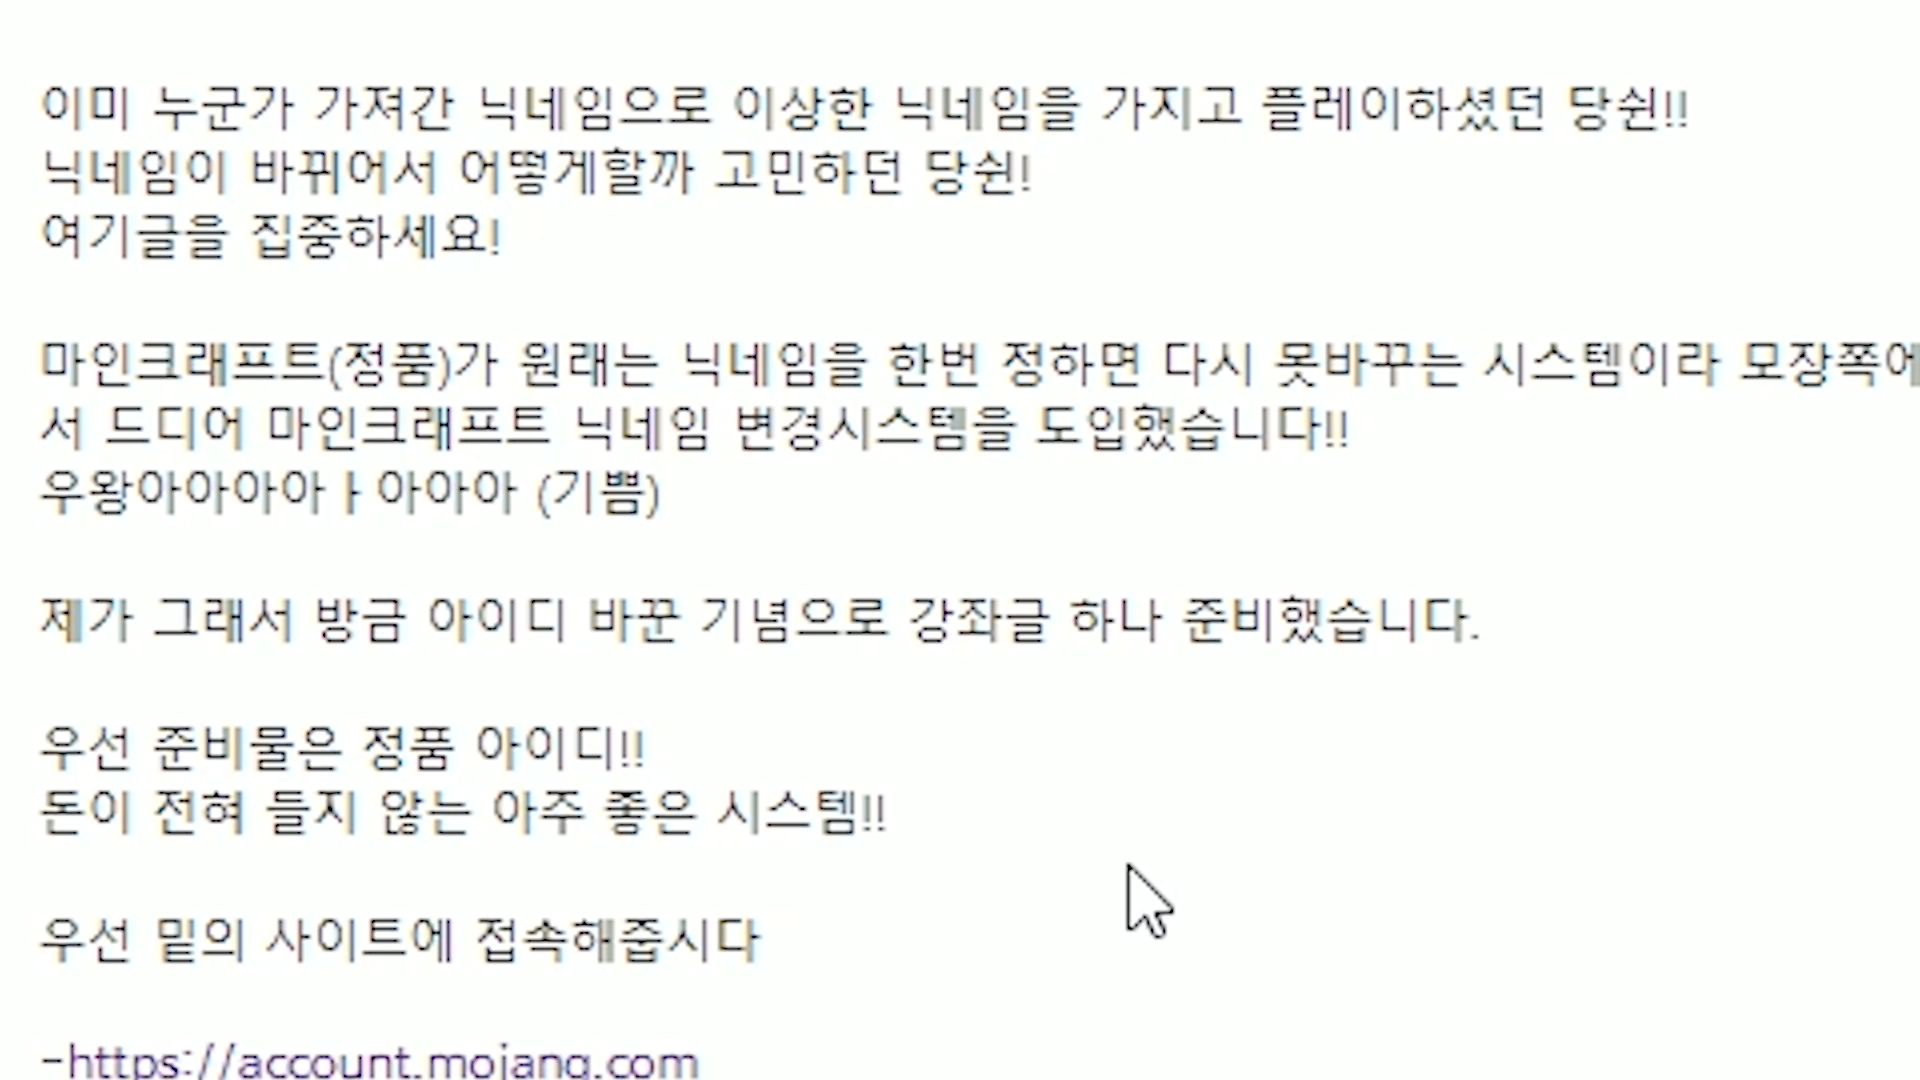 이미 누군가 가져간 닉네임으로 이상한 닉네임을 가지고 플레이하셨던 당쉰!!
닉네임이 바뀌어서 어떻게할까 고민하던 당쉰!
여기글을 집중하세요!
마인크래프트(정품)가 원래는 닉네임을 한번 정하면 다시 못바꾸는 시스템이라 모장쪽에
서 드디어 마인크래프트 닉네임 변경시스템을 도입했습니다!!
우왕아아아아ㅏ아아아 (기쁨)
제가 그래서 방금 아이디 바꾼 기념으로 강좌글 하나 준비했습니다.
우선 준비물은 정품 아이디!!
돈이 전혀 들지 않는 아주 좋은 시스템!!
우선 밑의 사이트에 접속해줍시다
-https://account.mojang.com